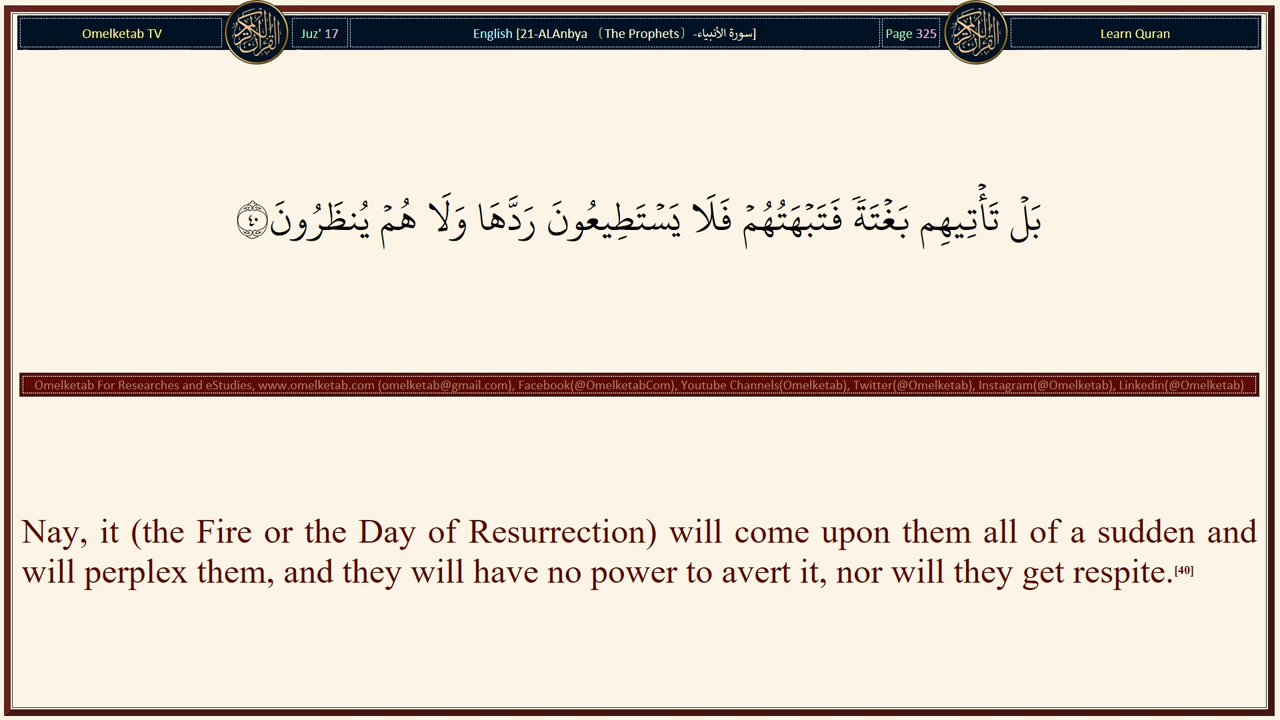 Omelketab TV
Juz' 17
English [21-ALAnbya （The Prophets）-سورة الأنبياء]
Page 325
Learn Quran
بَلۡ تَأۡتِيهِم بَغۡتَةٗ فَتَبۡهَتُهُمۡ فَلَا يَسۡتَطِيعُونَ رَدَّهَا وَلَا هُمۡ يُنظَرُونَ ٤٠
Omelketab For Researches and eStudies, www.omelketab.com (omelketab@gmail.com), Facebook(@OmelketabCom), Youtube Channels(Omelketab), Twitter(@Omelketab), Instagram(@Omelketab), Linkedin(@Omelketab)
Nay, it (the Fire or the Day of Resurrection) will come upon them all of a sudden and
will perplex them, and they will have no power to avert it, nor will they get respite.[40]